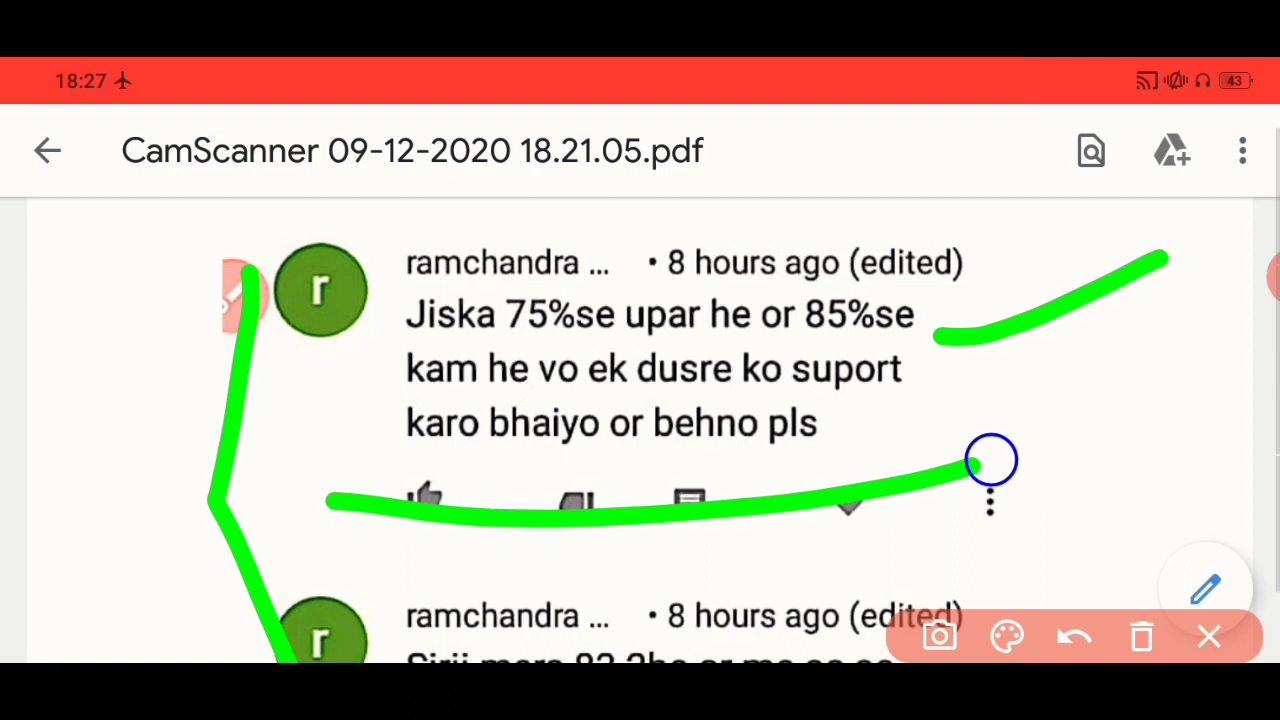 18:27
43
CamScanner 09-12-2020 18.21.05.pdf
ramchandra ... • 8 hours ago (edited)
Jiska 75%se upar he or 85%se
kam he vo ek dusre ko suport
karo bhaiyo or behno pls
ramchandra ... • 8 hours ago (edited)